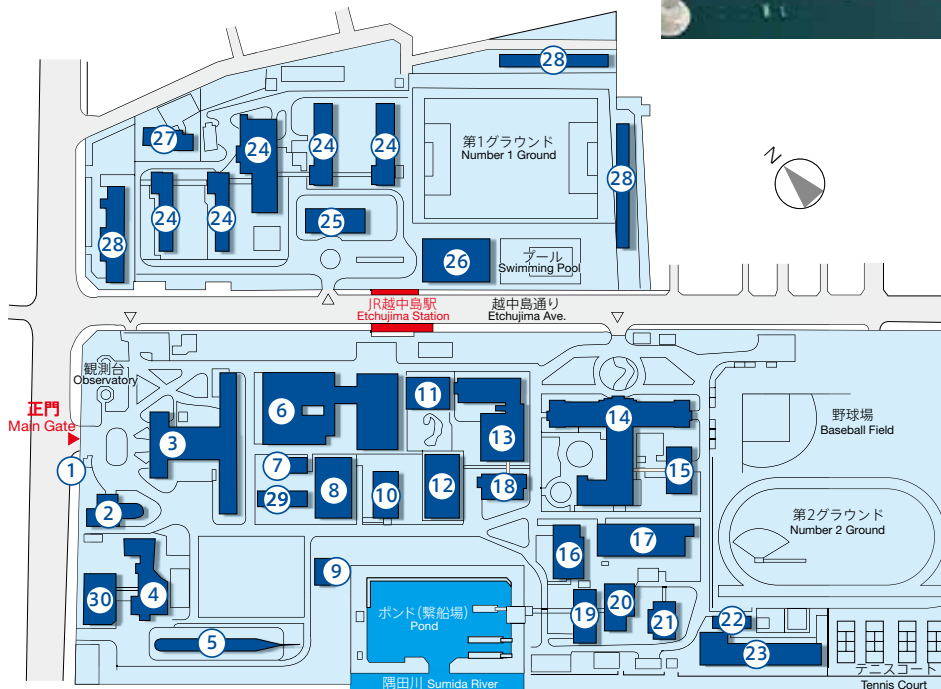 28
27
24
24
24
第1グラウンド
Number 1 Ground
N
28
24
24
25
28
26
プール
Swimming Pool
JR越中島駅
Etchujima Station
越中島通り
Etchujima Ave.
観測台
Observatory
正門
Main Gate
1
2
3
4
30
5
6
7
29
8
9
10
11
12
13
18
14
15
野球場
Baseball Field
第2グラウンド
Number 2 Ground
16
17
19
20
21
22
23
ポンド(繋船場)
Pond
隅田川 Sumida River
テニスコート
Tennis Court